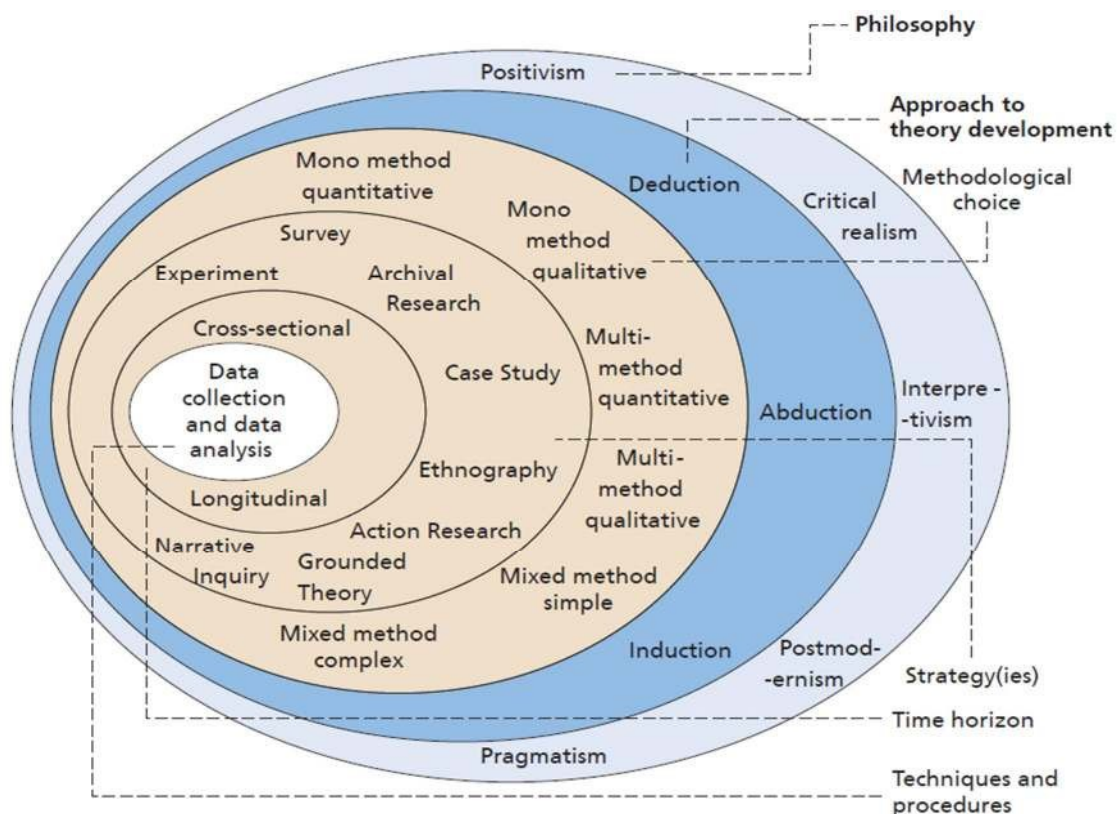 Philosophy
Positivism
Approach to
theory development
Deduction
Methodological
choice
Critical
realism
Mono method
quantitative
Mono
method
qualitative
Survey
Experiment
Archival
Research
Cross-sectional
Data
collection
and data
analysis
Case Study
Multi-
method
quantitative
Abduction
Interpre -
-tivism
Ethnography
Multi-
method
qualitative
Longitudinal
Action Research
Narrative
Inquiry
Grounded
Theory
Mixed method
simple
Mixed method
complex
Induction
Postmod-
-ernism
Strategy(ies)
Time horizon
Pragmatism
Techniques and
procedures